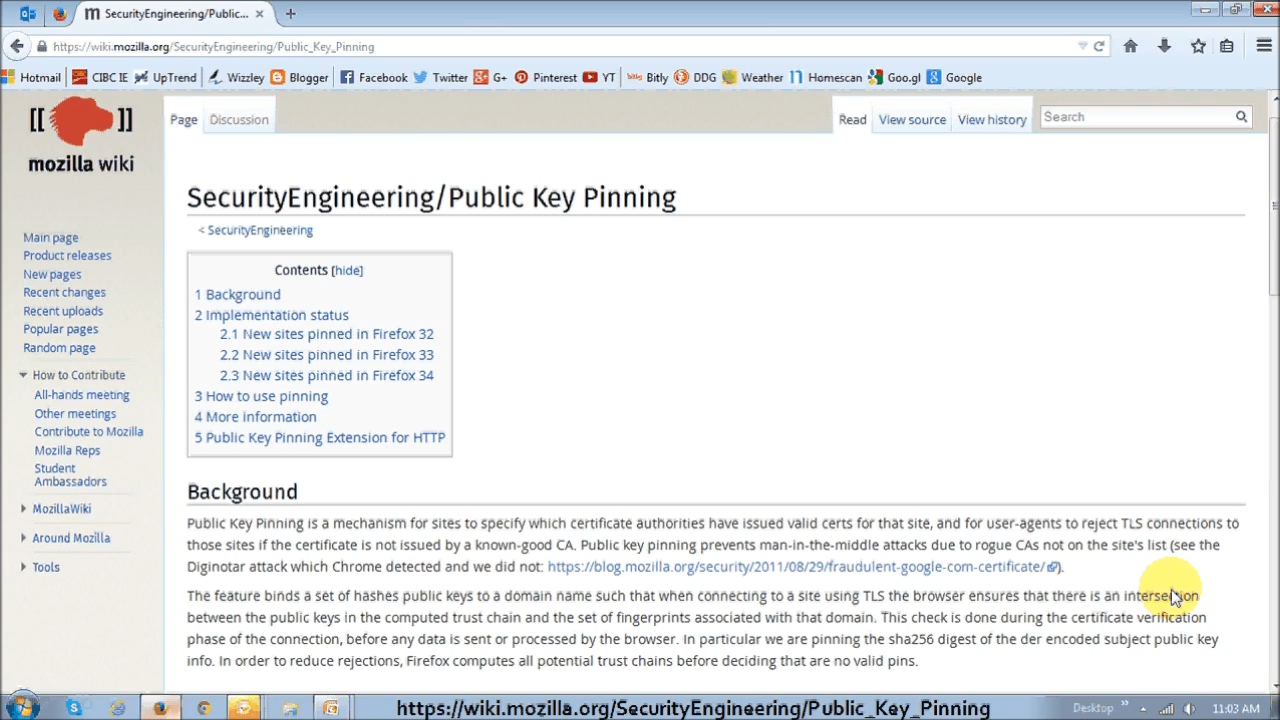 SecurityEngineering/Public...
https://wiki.mozilla.org/SecurityEngineering/Public_Key_Pinning
Hotmail CIBC IE UpTrend Wizzley Blogger Facebook Twitter G+ Pinterest YT bitly Bitly DDG Weather Homescan Goo.gl Google
[[ ]]
mozilla wiki
Page Discussion Read View source View history Search
SecurityEngineering/Public Key Pinning
< SecurityEngineering
Main page
Product releases
New pages
Recent changes
Recent uploads
Popular pages
Random page
How to Contribute
All-hands meeting
Other meetings
Contribute to Mozilla
Mozilla Reps
Student
Ambassadors
MozillaWiki
Around Mozilla
Tools
Contents [hide]
1 Background
2 Implementation status
2.1 New sites pinned in Firefox 32
2.2 New sites pinned in Firefox 33
2.3 New sites pinned in Firefox 34
3 How to use pinning
4 More information
5 Public Key Pinning Extension for HTTP
Background
Public Key Pinning is a mechanism for sites to specify which certificate authorities have issued valid certs for that site, and for user-agents to reject TLS connections to
those sites if the certificate is not issued by a known-good CA. Public key pinning prevents man-in-the-middle attacks due to rogue CAs not on the site's list (see the
Diginotar attack which Chrome detected and we did not: https://blog.mozilla.org/security/2011/08/29/fraudulent-google-com-certificate/).
The feature binds a set of hashes public keys to a domain name such that when connecting to a site using TLS the browser ensures that there is an intersection
between the public keys in the computed trust chain and the set of fingerprints associated with that domain. This check is done during the certificate verification
phase of the connection, before any data is sent or processed by the browser. In particular we are pinning the sha256 digest of the der encoded subject public key
info. In order to reduce rejections, Firefox computes all potential trust chains before deciding that are no valid pins.
https://wiki.mozilla.org/SecurityEngineering/Public_Key_Pinning
Desktop 11:03 AM